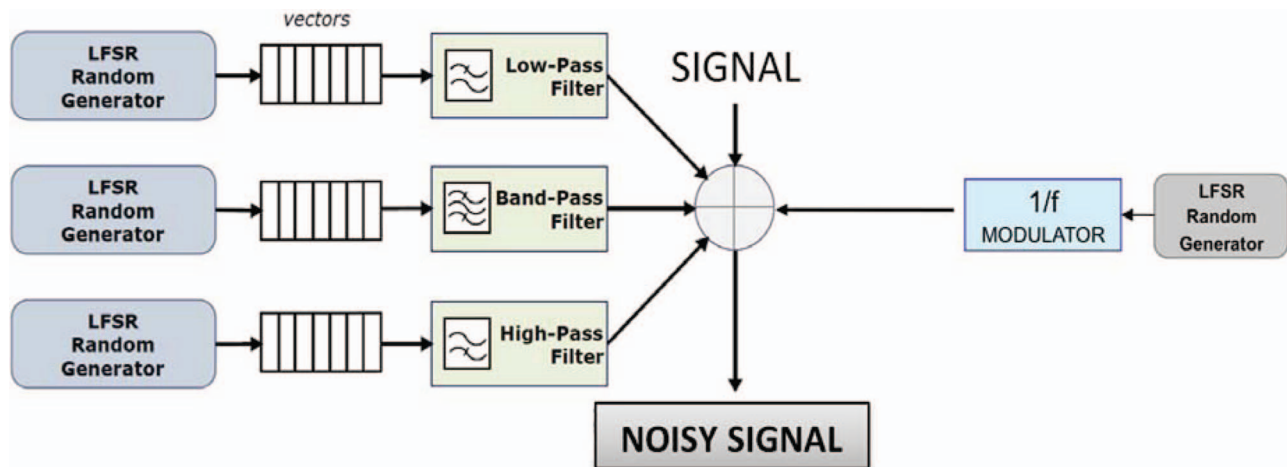 vectors
LFSR
Random
Generator
Low-Pass
Filter
SIGNAL
LFSR
Random
Generator
Band-Pass
Filter
1/f
MODULATOR
LFSR
Random
Generator
LFSR
Random
Generator
High-Pass
Filter
NOISY SIGNAL